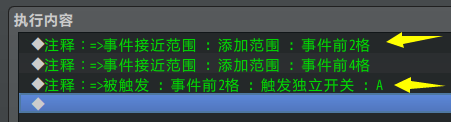 执行内容
◆注释：=>事件接近范围 : 添加范围 : 事件前2格
◆注释：=>事件接近范围 : 添加范围 : 事件前4格
◆注释：=>被触发 : 事件前2格 : 触发独立开关 : A
◆